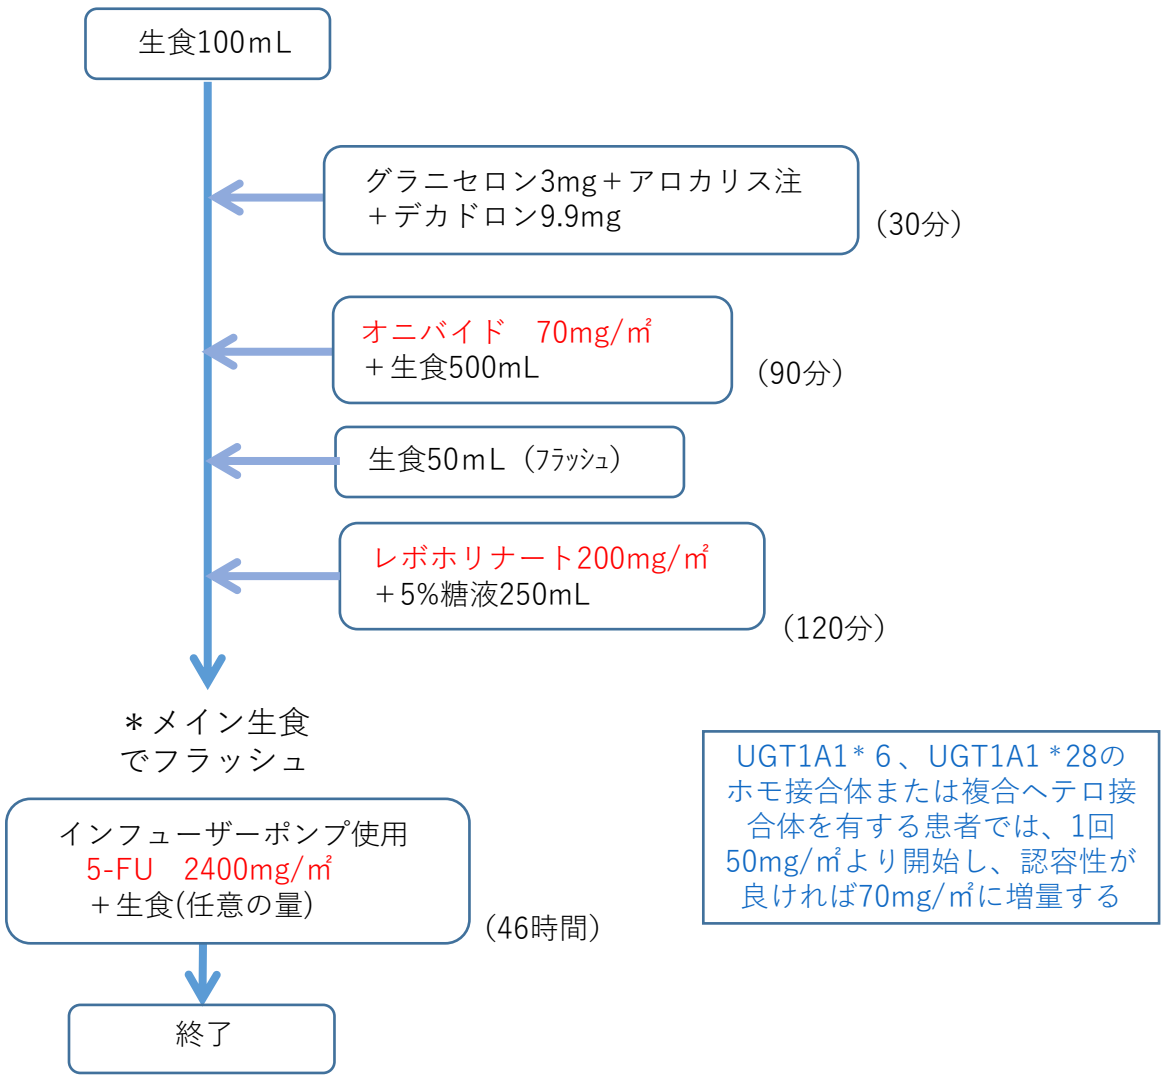 生食100mL
グラニセロン3mg＋アロカリス注
＋デカドロン9.9mg
（30分）
オニバイド　70mg/㎡
＋生食500mL
（90分）
生食50mL（ﾌﾗｯｼｭ）
レボホリナート200mg/㎡
＋5%糖液250mL
（120分）
＊メイン生食
でフラッシュ
UGT1A1*６、UGT1A1 *28の
ホモ接合体または複合ヘテロ接
合体を有する患者では、1回
50mg/㎡より開始し、認容性が
良ければ70mg/㎡に増量する
インフューザーポンプ使用
5-FU　2400mg/㎡
＋生食(任意の量)
（46時間）
終了